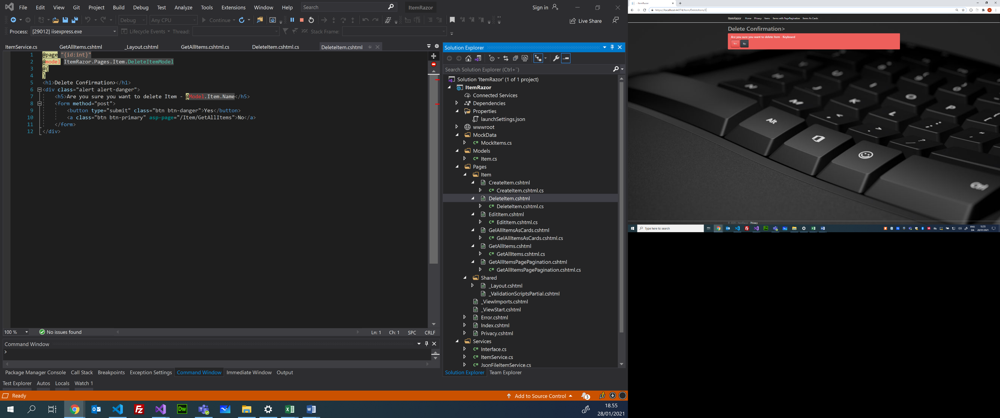 File Edit View Git Project Build Debug Test Analyze Tools Extensions Window Help Search ItemRazor Sign in
Debug Any CPU Continue Live Share
Process: [29012] iisexpress.exe Lifecycle Events Thread: Stack Frame:
ItemService.cs GetAllItems.cshtml _Layout.cshtml GetAllItems.cshtml.cs DeleteItem.cshtml.cs DeleteItem.cshtml
1 @page "{id:int}"
2 @model ItemRazor.Pages.Item.DeleteItemModel
3 @{
4 }
5 <h1>Delete Confirmation></h1>
6 <div class="alert alert-danger">
7 <h5>Are you sure you want to delete Item - @Model.Item.Name</h5>
8 <form method="post">
9 <button type="submit" class="btn btn-danger">Yes</button>
10 <a class="btn btn-primary" asp-page="/Item/GetAllItems">No</a>
11 </form>
12 </div>
100 % No issues found Ln: 1 Ch: 1 SPC CRLF
Command Window
>
Package Manager Console Call Stack Breakpoints Exception Settings Command Window Immediate Window Output
Test Explorer Autos Locals Watch 1
Solution Explorer
Search Solution Explorer (Ctrl+¨)
Solution 'ItemRazor' (1 of 1 project)
ItemRazor
Connected Services
Dependencies
Properties
launchSettings.json
wwwroot
MockData
C# MockItems.cs
Models
C# Item.cs
Pages
Item
CreateItem.cshtml
C# CreateItem.cshtml.cs
DeleteItem.cshtml
C# DeleteItem.cshtml.cs
EditItem.cshtml
C# EditItem.cshtml.cs
GelAllItemsAsCards.cshtml
C# GelAllItemsAsCards.cshtml.cs
GetAllItems.cshtml
C# GetAllItems.cshtml.cs
GetAllItemsPagePagination.cshtml
C# GetAllItemsPagePagination.cshtml.cs
Shared
_Layout.cshtml
_ValidationScriptsPartial.cshtml
_ViewImports.cshtml
_ViewStart.cshtml
Error.cshtml
Index.cshtml
Privacy.cshtml
Services
C# Interface.cs
C# ItemService.cs
C# JsonFileItemService.cs
Solution Explorer Team Explorer
Ready Add to Source Control 3
18.55
28/01/2021
- ItemRazor
https://localhost:44374/Item/DeleteItem/2
ItemRazor Home Privacy Items Items with PagePagination Items As Cards
Delete Confirmation>
Are you sure you want to delete Item - Keyboard
Yes No
Alt
© 2020 - ItemRazor - Privacy
Type here to search
ENG 18.55
DA 28/01/2021